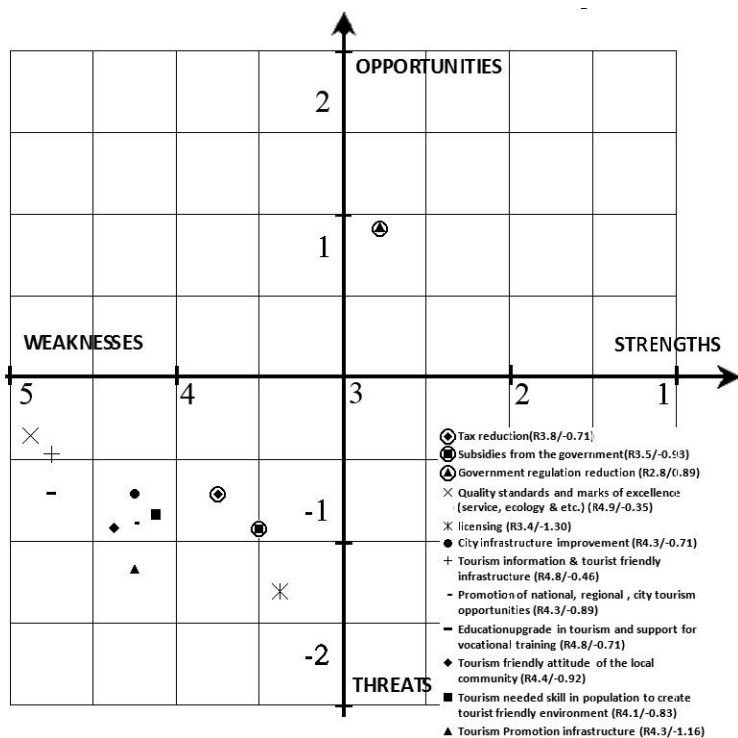 OPPORTUNITIES
2
1
WEAKNESSES
STRENGTHS
5 4 3 2 1
Tax reduction(R3.8/-0.71)
Subsidies from the government(R3.5/-0.93)
Government regulation reduction (R2.8/0.89)
Quality standards and marks of excellence
(service, ecology & etc.) (R4.9/-0.35)
licensing (R3.4/-1.30)
City infrastructure improvement (R4.3/-0.71)
Tourism information & tourist friendly
infrastructure (R4.8/-0.46)
Promotion of national, regional , city tourism
opportunities (R4.3/-0.89)
Educationupgrade in tourism and support for
vocational training (R4.8/-0.71)
Tourism friendly attitude of the local
community (R4.4/-0.92)
Tourism needed skill in population to create
tourist friendly environment (R4.1/-0.83)
Tourism Promotion infrastructure (R4.3/-1.16)
-1
-2
THREATS